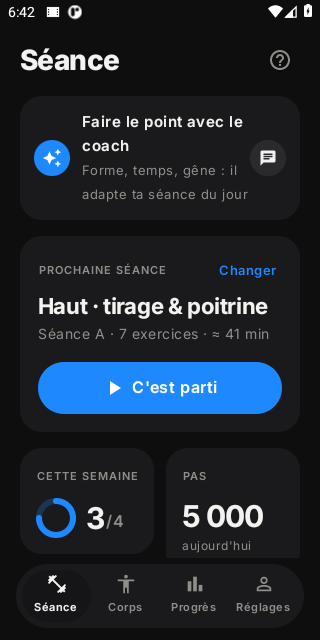 6:42
Séance
Faire le point avec le
coach
Forme, temps, gêne : il
adapte ta séance du jour
PROCHAINE SÉANCE
Changer
Haut · tirage & poitrine
Séance A · 7 exercices · ≈ 41 min
C'est parti
CETTE SEMAINE
3/4
PAS
5 000
aujourd'hui
Séance
Corps
Progrès
Réglages